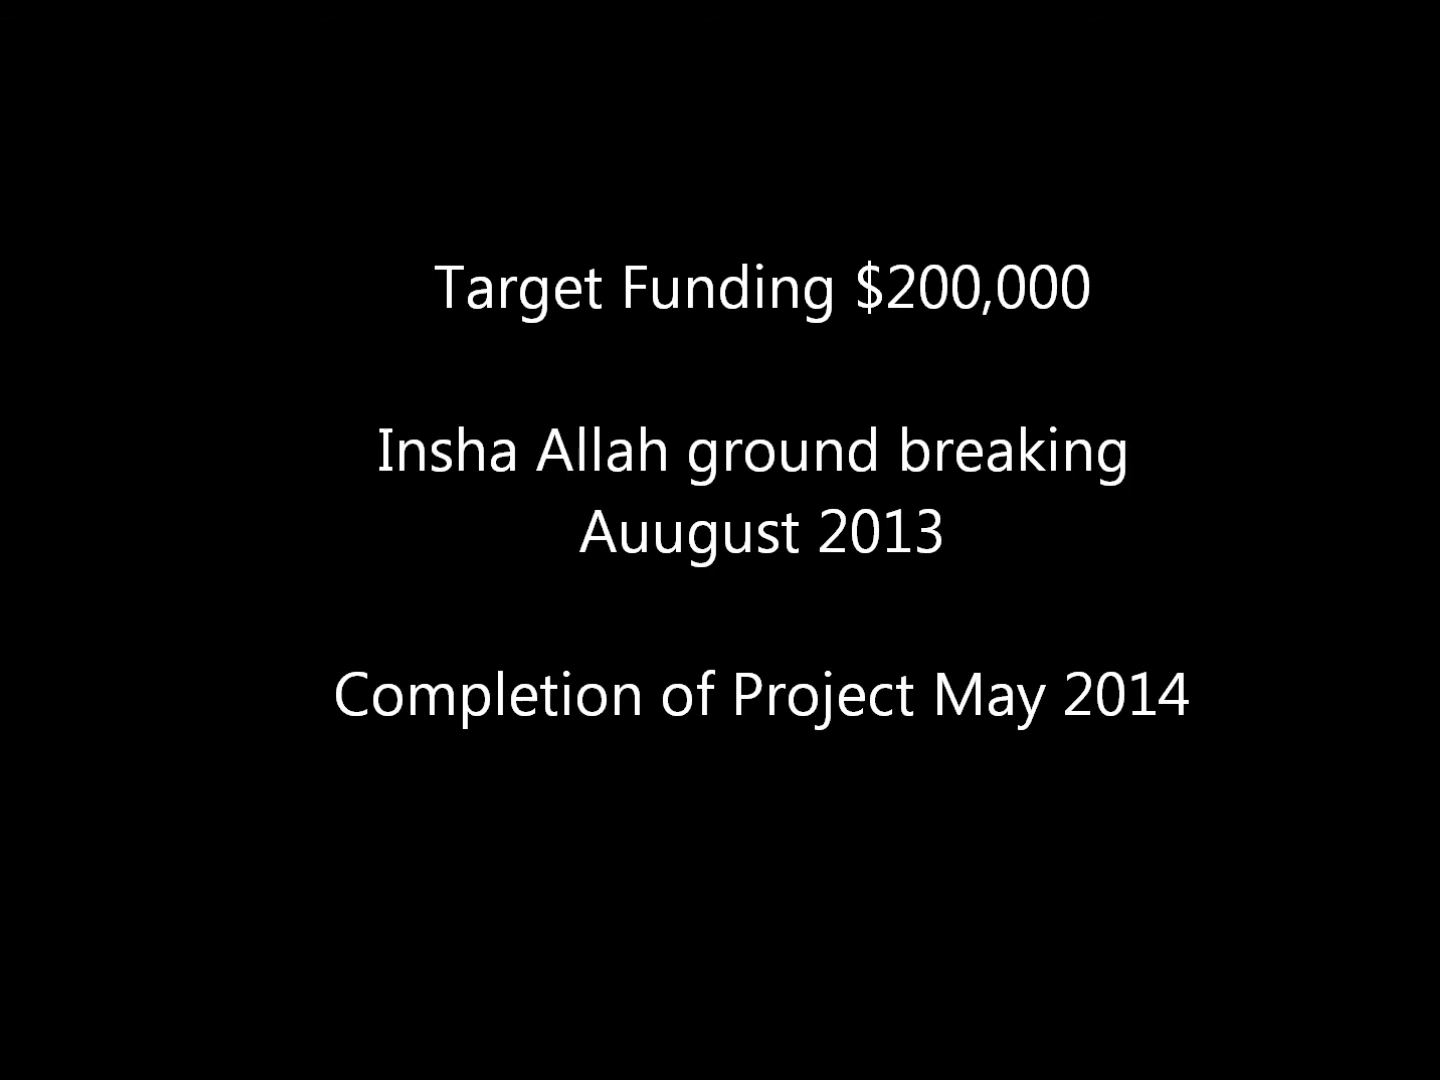 Target Funding $200,000
Insha Allah ground breaking
Auugust 2013
Completion of Project May 2014